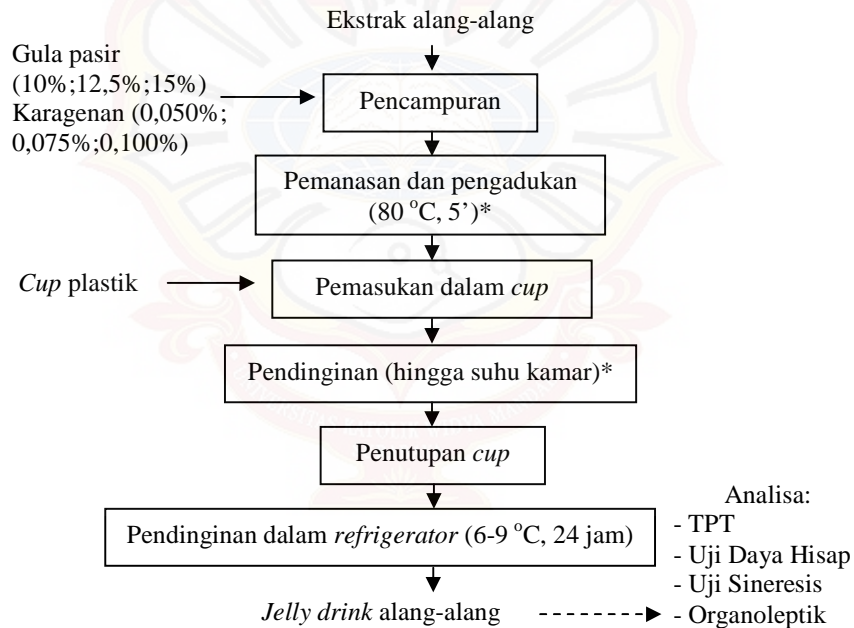 Ekstrak alang-alang
Gula pasir
(10%;12,5%;15%)
Karagenan (0,050%;
0,075%;0,100%)
Pencampuran
Pemanasan dan pengadukan
(80 °C, 5’)*
Cup plastik
Pemasukan dalam cup
Pendinginan (hingga suhu kamar)*
Penutupan cup
Pendinginan dalam refrigerator (6-9 °C, 24 jam)
Analisa:
- TPT
- Uji Daya Hisap
- Uji Sineresis
- Organoleptik
Jelly drink alang-alang